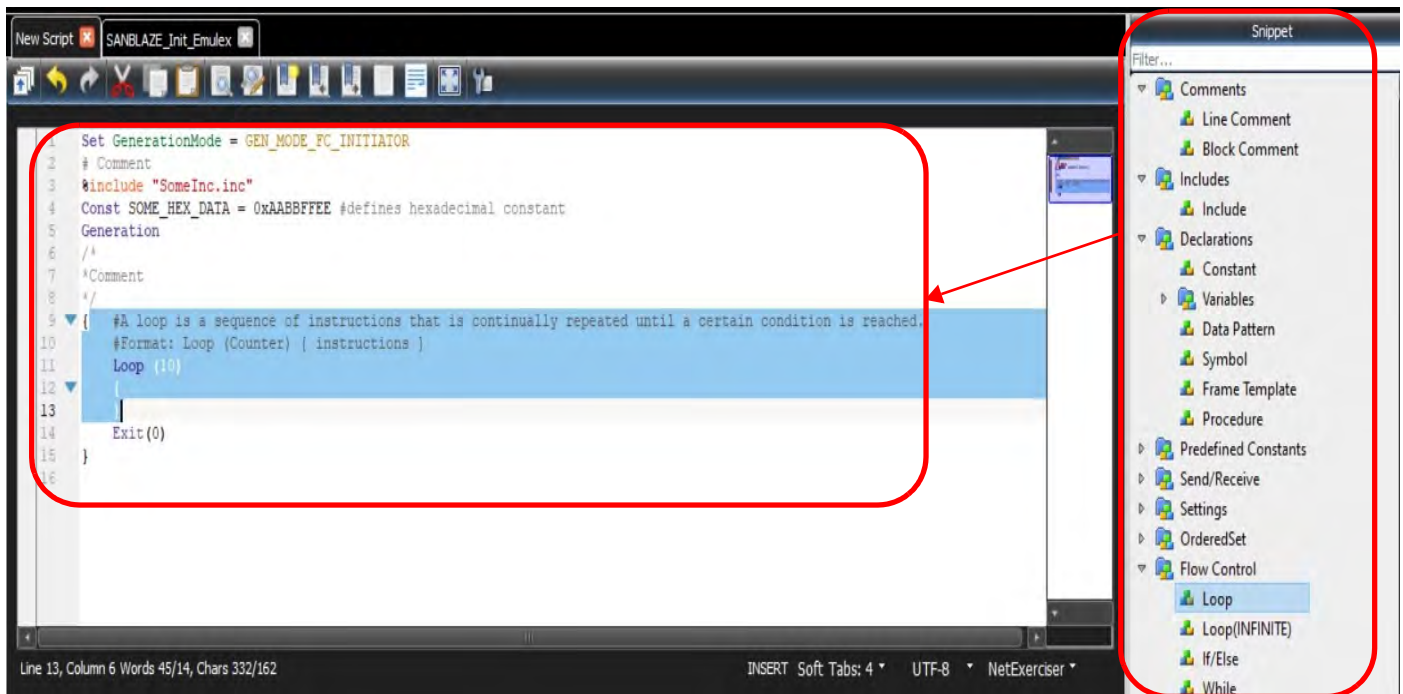 New Script
SANBLAZE_Init_Emulex
Snippet
Filter...
1 Set GenerationMode = GEN_MODE_FC_INITIATOR
2 # Comment
3 %include "SomeInc.inc"
4 Const SOME_HEX_DATA = 0xAABBFFEE #defines hexadecimal constant
5 Generation
6 /*
7 *Comment
8 */
9 { #A loop is a sequence of instructions that is continually repeated until a certain condition is reached.
10 #Format: Loop (Counter) { instructions }
11 Loop (10)
12 {
13 }
14 Exit(0)
15 }
16
Line 13, Column 6 Words 45/14, Chars 332/162
INSERT Soft Tabs: 4 UTF-8 NetExerciser
Comments
Line Comment
Block Comment
Includes
Include
Declarations
Constant
Variables
Data Pattern
Symbol
Frame Template
Procedure
Predefined Constants
Send/Receive
Settings
OrderedSet
Flow Control
Loop
Loop(INFINITE)
If/Else
While